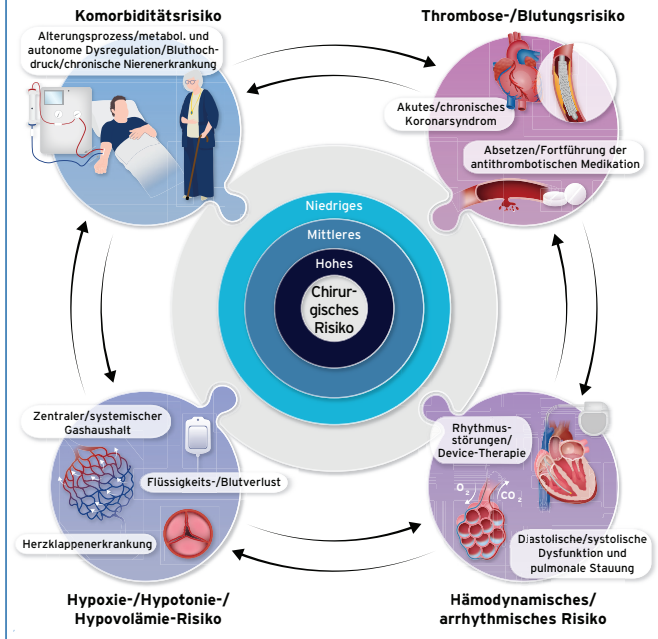 Komorbiditätsrisiko
Alterungsprozess/metabol. und
autonome Dysregulation/Bluthoch-
druck/chronische Nierenerkrankung
Thrombose-/Blutungsrisiko
Akutes/chronisches
Koronarsyndrom
Absetzen/Fortführung der
antithrombotischen Medikation
Niedriges
Mittleres
Hohes
Chirur-
gisches
Risiko
Zentraler/systemischer
Gashaushalt
Flüssigkeits-/Blutverlust
Herzklappenerkrankung
Hypoxie-/Hypotonie-/
Hypovolämie-Risiko
Rhythmus-
störungen/
Device-Therapie
O2
CO2
Diastolische/systolische
Dysfunktion und
pulmonale Stauung
Hämodynamisches/
arrhythmisches Risiko